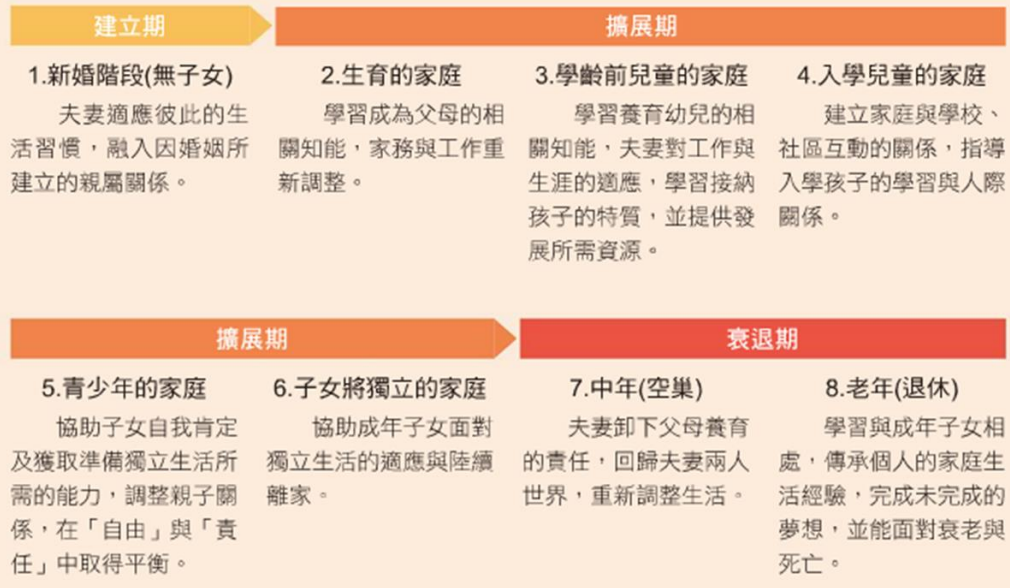 建立期
擴展期
1.新婚階段(無子女)
夫妻適應彼此的生
活習慣,融入因婚姻所
建立的親屬關係。
2.生育的家庭
學習成為父母的相
關知能,家務與工作重
新調整。
3.學齡前兒童的家庭
學習養育幼兒的相
關知能,夫妻對工作與
生涯的適應,學習接納
孩子的特質,並提供發
展所需資源。
4.入學兒童的家庭
建立家庭與學校、
社區互動的關係,指導
入學孩子的學習與人際
關係。
擴展期
衰退期
5.青少年的家庭
協助子女自我肯定
及獲取準備獨立生活所
需的能力,調整親子關
係,在「自由」與「責
任」中取得平衡。
6.子女將獨立的家庭
協助成年子女面對
獨立生活的適應與陸續
離家。
7.中年(空巢)
夫妻卸下父母養育
的責任,回歸夫妻兩人
世界,重新調整生活。
8.老年(退休)
學習與成年子女相
處,傳承個人的家庭生
活經驗,完成未完成的
夢想,並能面對衰老與
死亡。